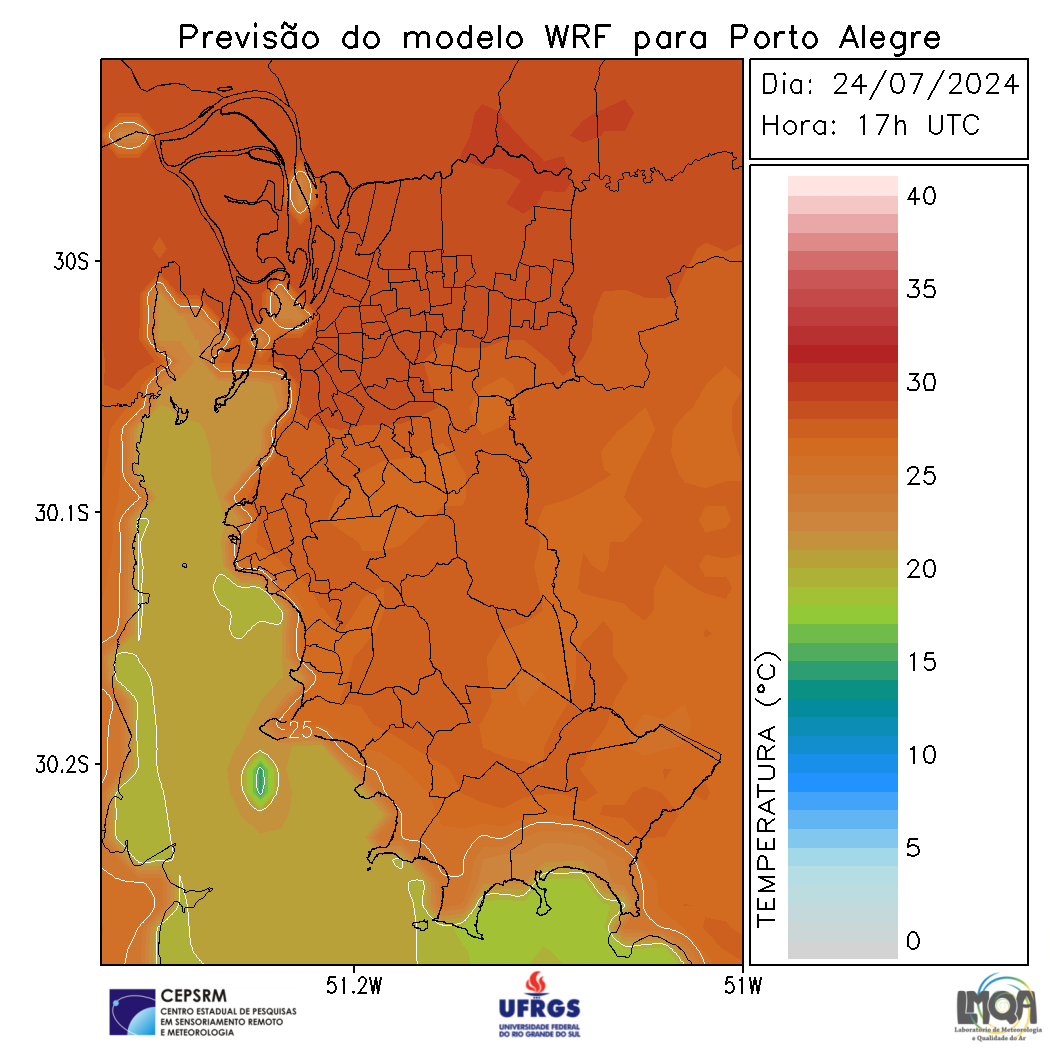 Previsão do modelo WRF para Porto Alegre
Dia: 24/07/2024
Hora: 17h UTC
40
35
30
25
20
15
10
5
0
TEMPERATURA (°C)
30S
30.1S
30.2S
25
51.2W
51W
CEPSRM
CENTRO ESTADUAL DE PESQUISAS
EM SENSORIAMENTO REMOTO
E METEOROLOGIA
UFRGS
UNIVERSIDADE FEDERAL
DO RIO GRANDE DO SUL
LMQA
Laboratório de Meteorologia
e Qualidade do Ar